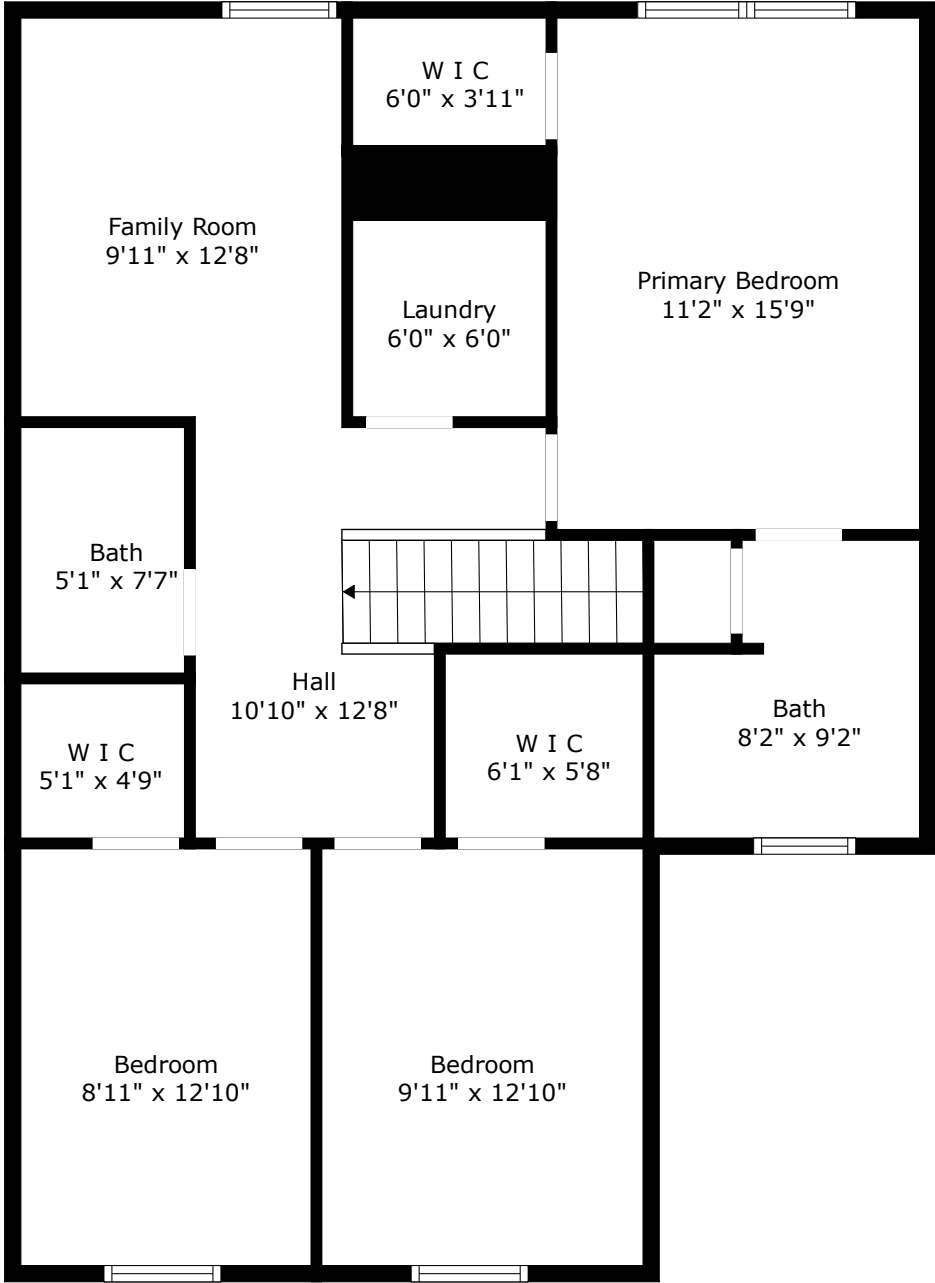 W I C
6'0" x 3'11"
Family Room
9'11" x 12'8"
Primary Bedroom
11'2" x 15'9"
Laundry
6'0" x 6'0"
Bath
5'1" x 7'7"
Hall
10'10" x 12'8"
Bath
8'2" x 9'2"
W I C
5'1" x 4'9"
W I C
6'1" x 5'8"
Bedroom
8'11" x 12'10"
Bedroom
9'11" x 12'10"